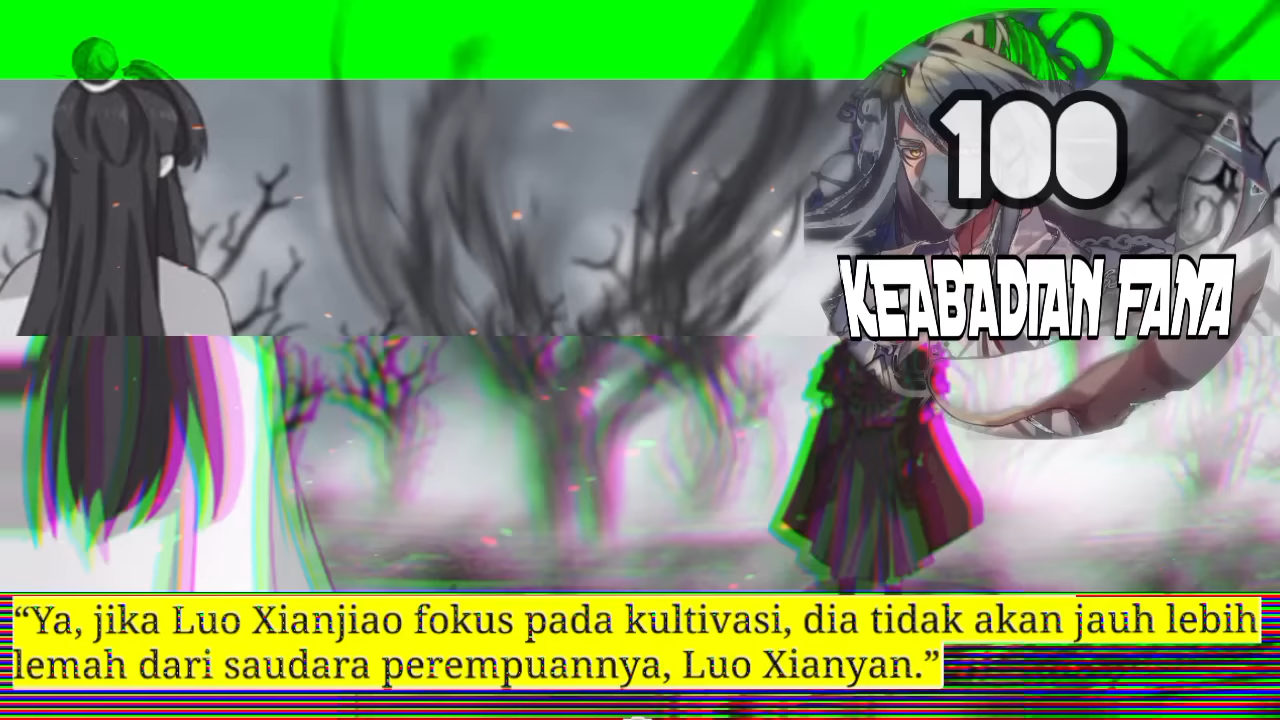 100
KEABADIAN FANA
“Ya, jika Luo Xianjiao fokus pada kultivasi, dia tidak akan jauh lebih
lemah dari saudara perempuannya, Luo Xianyan.”